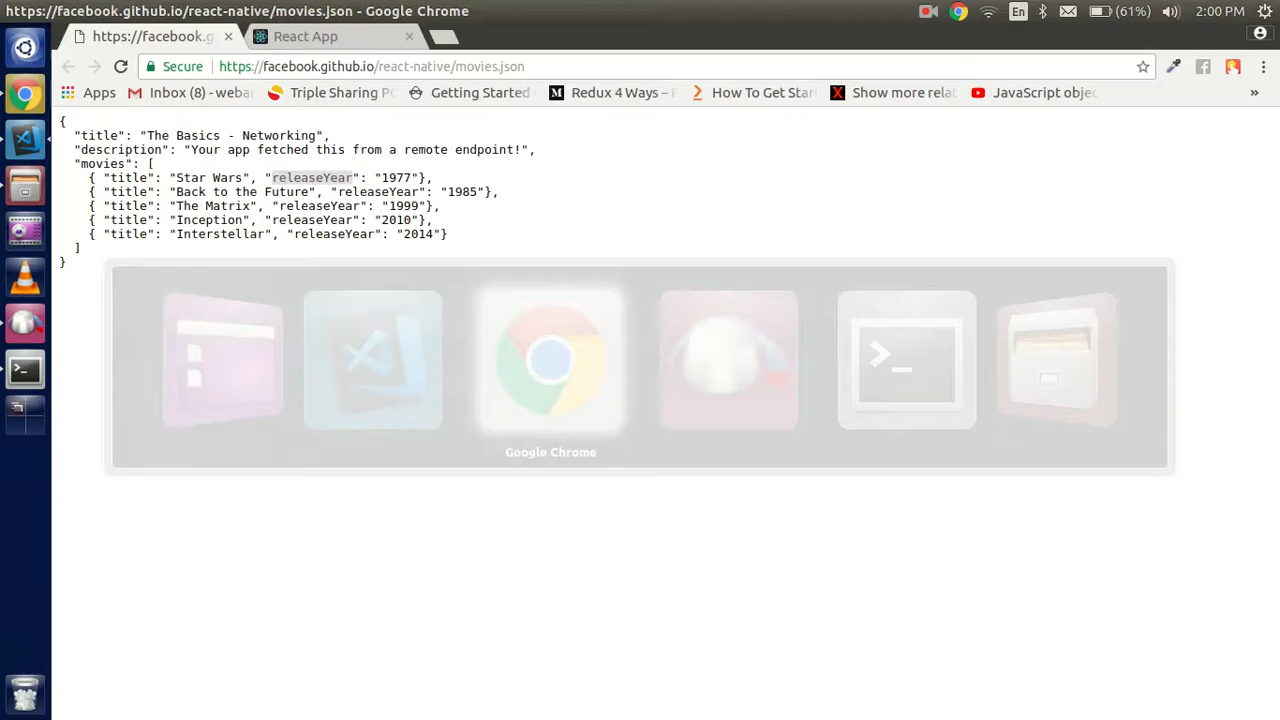 https://facebook.github.io/react-native/movies.json - Google Chrome
En
(61%)
2:00 PM
https://facebook.g
React App
Secure
https://facebook.github.io/react-native/movies.json
Apps
Inbox (8) - webar
Triple Sharing PC
Getting Started
Redux 4 Ways –
How To Get Star
Show more relat
JavaScript objec
»
{
"title": "The Basics - Networking",
"description": "Your app fetched this from a remote endpoint!",
"movies": [
{ "title": "Star Wars", "releaseYear": "1977"},
{ "title": "Back to the Future", "releaseYear": "1985"},
{ "title": "The Matrix", "releaseYear": "1999"},
{ "title": "Inception", "releaseYear": "2010"},
{ "title": "Interstellar", "releaseYear": "2014"}
]
}
Google Chrome